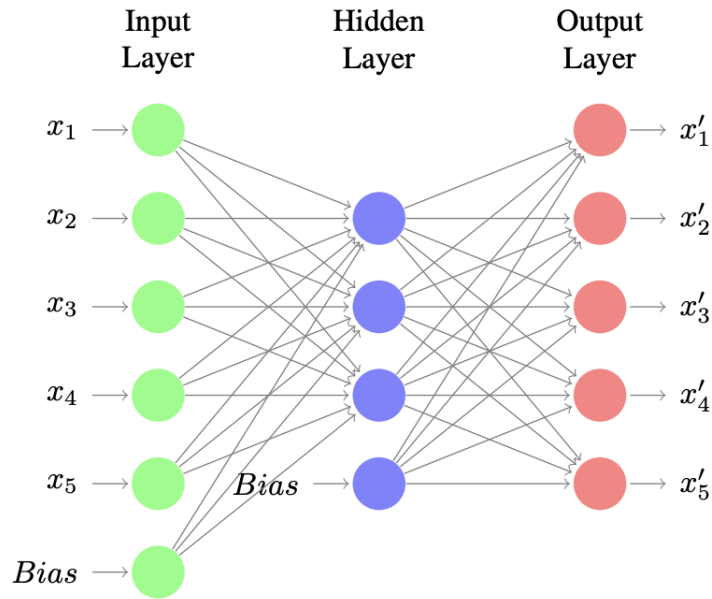 Input
Layer
Hidden
Layer
Output
Layer
x₁
x₂
x₃
x₄
x₅
Bias
Bias
x′₁
x′₂
x′₃
x′₄
x′₅